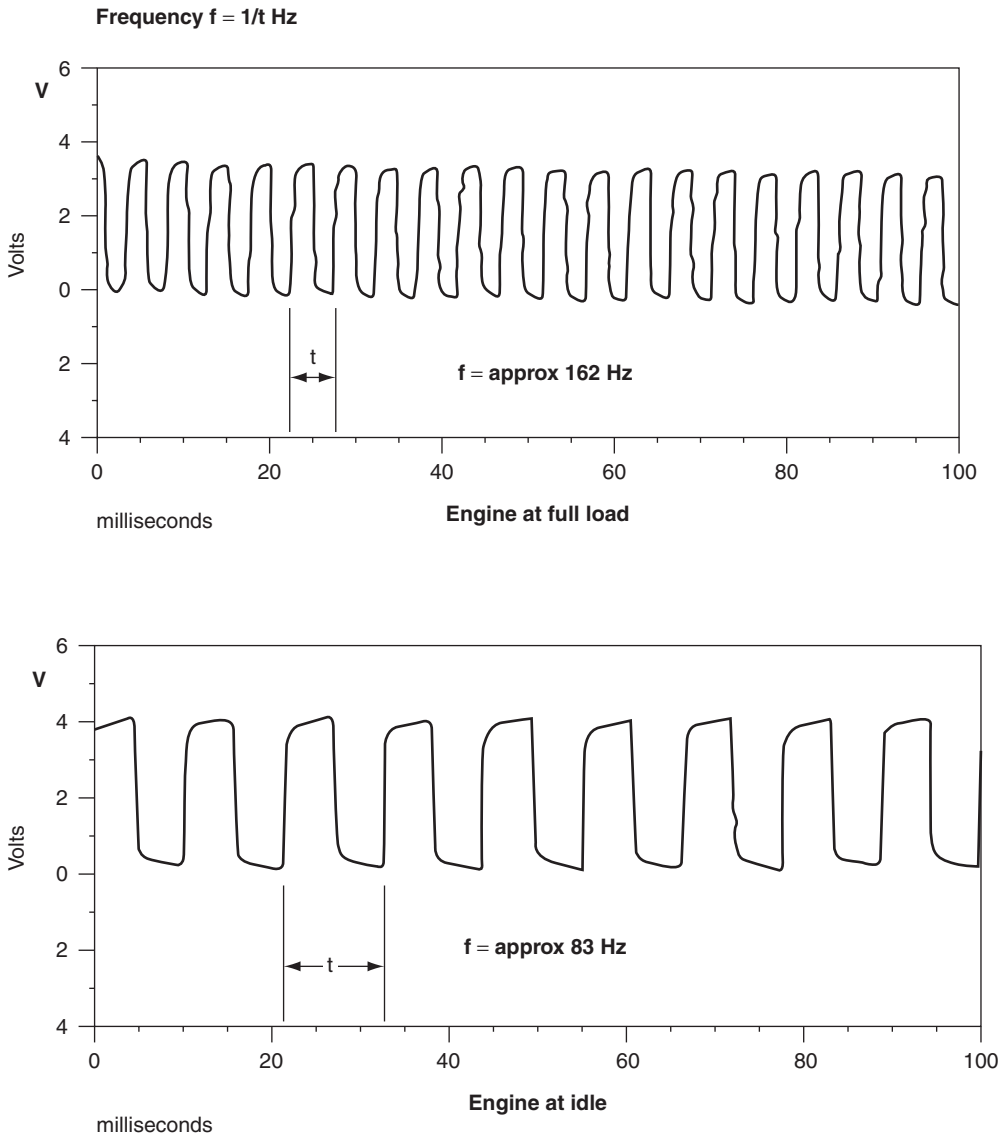 Frequency f = 1/t Hz
6
V
4
2
Volts
0
t
2
f = approx 162 Hz
4
0 20 40 60 80 100
milliseconds
Engine at full load
6
V
4
2
Volts
0
2
f = approx 83 Hz
t
4
0 20 40 60 80 100
Engine at idle
milliseconds